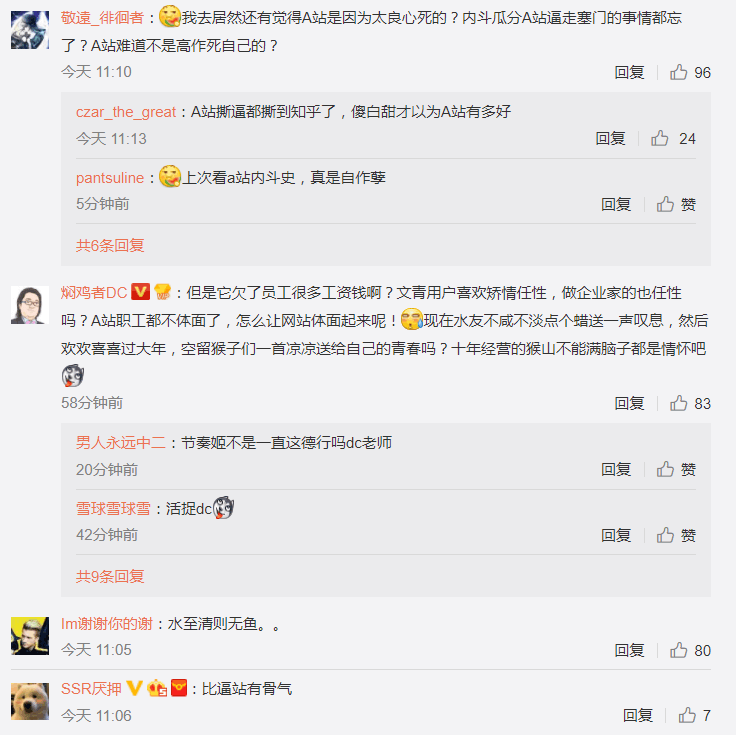 敬遠_徘徊者：我去居然还有觉得A站是因为太良心死的？内斗瓜分A站逼走塞门的事情都忘
了？A站难道不是高作死自己的？
今天 11:10 回复 96
czar_the_great：A站撕逼都撕到知乎了，傻白甜才以为A站有多好
今天 11:13 回复 24
pantsuline：上次看a站内斗史，真是自作孽
5分钟前 回复 赞
共6条回复
焖鸡者DC V：但是它欠了员工很多工资钱啊？文青用户喜欢矫情任性，做企业家的也任性
吗？A站职工都不体面了，怎么让网站体面起来呢！现在水友不咸不淡点个蜡送一声叹息，然后
欢欢喜喜过大年，空留猴子们一首凉凉送给自己的青春吗？十年经营的猴山不能满脑子都是情怀吧
58分钟前 回复 83
男人永远中二：节奏姬不是一直这德行吗dc老师
20分钟前 回复 赞
雪球雪球雪：活捉dc
42分钟前 回复 赞
共9条回复
Im谢谢你的谢：水至清则无鱼。。
今天 11:05 回复 80
SSR厌抻：比逼站有骨气
今天 11:06 回复 7